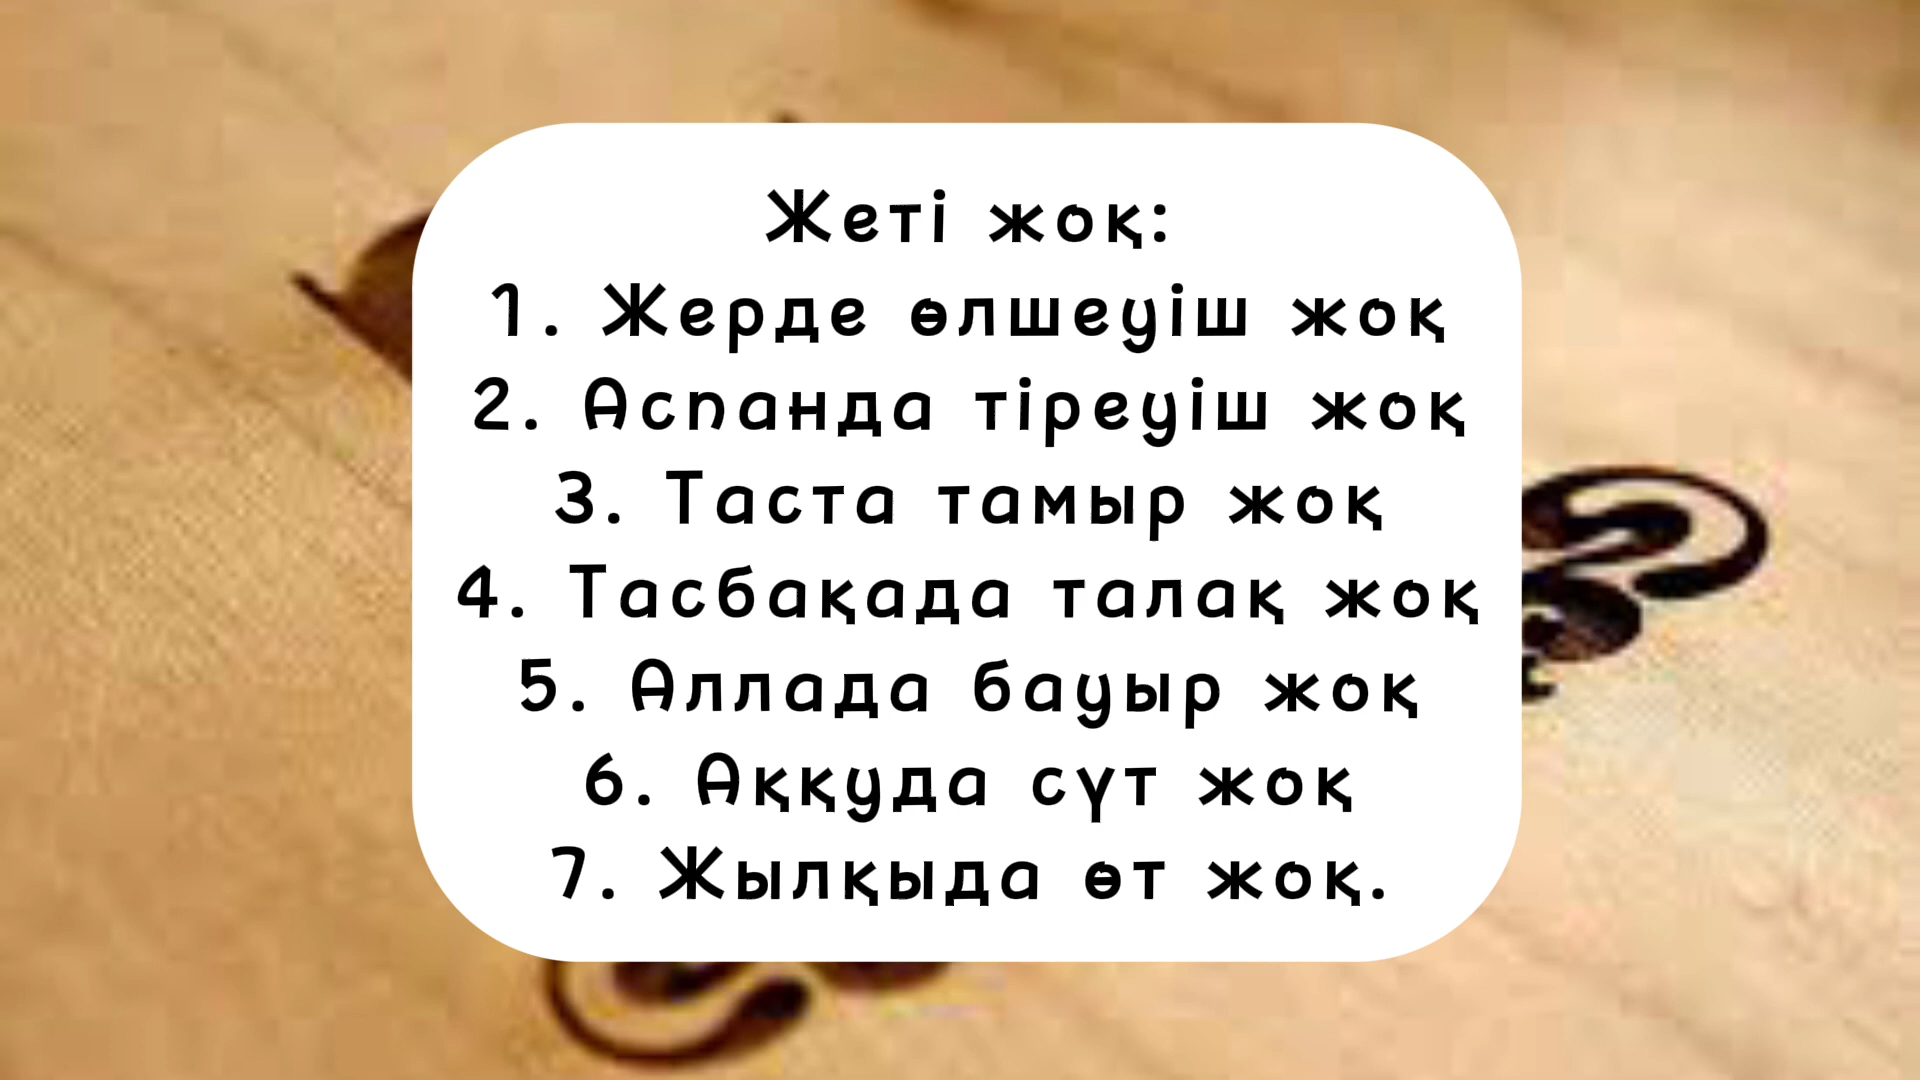 Жеті жоқ:
1. Жерде өлшеуіш жоқ
2. Аспанда тіреуіш жоқ
3. Таста тамыр жоқ
4. Тасбақада талақ жоқ
5. Аллада бауыр жоқ
6. Аққуда сүт жоқ
7. Жылқыда өт жоқ.